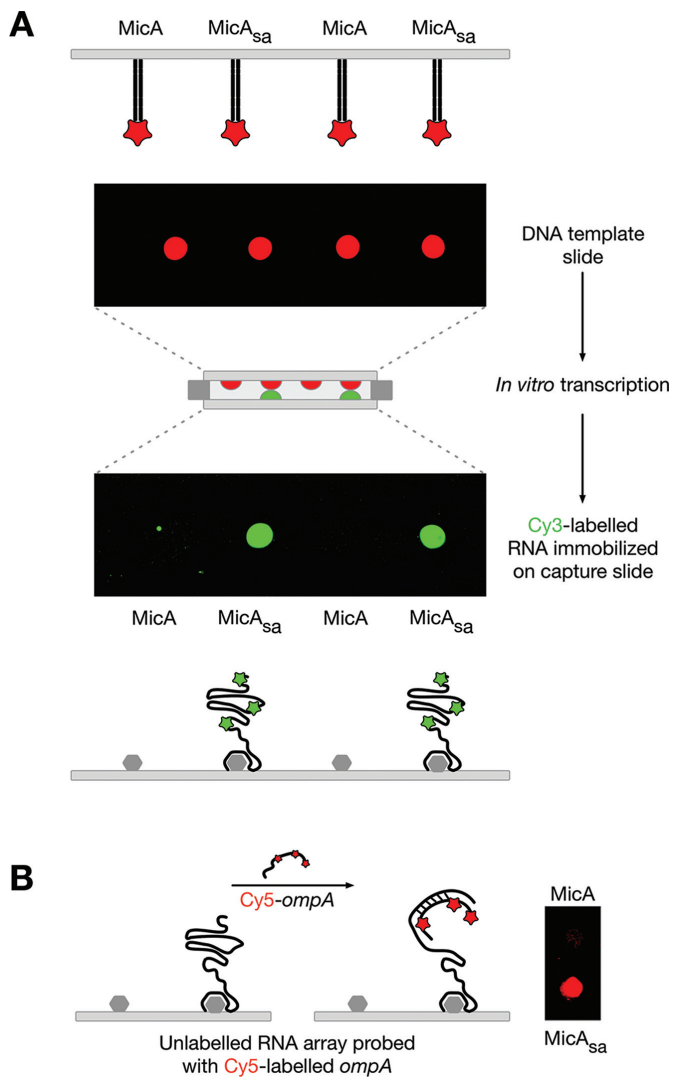 A
MicA MicAsa MicA MicAsa
DNA template
slide
In vitro transcription
Cy3-labelled
RNA immobilized
on capture slide
MicA MicAsa MicA MicAsa
B
Cy5-ompA
MicA
MicAsa
Unlabelled RNA array probed
with Cy5-labelled ompA